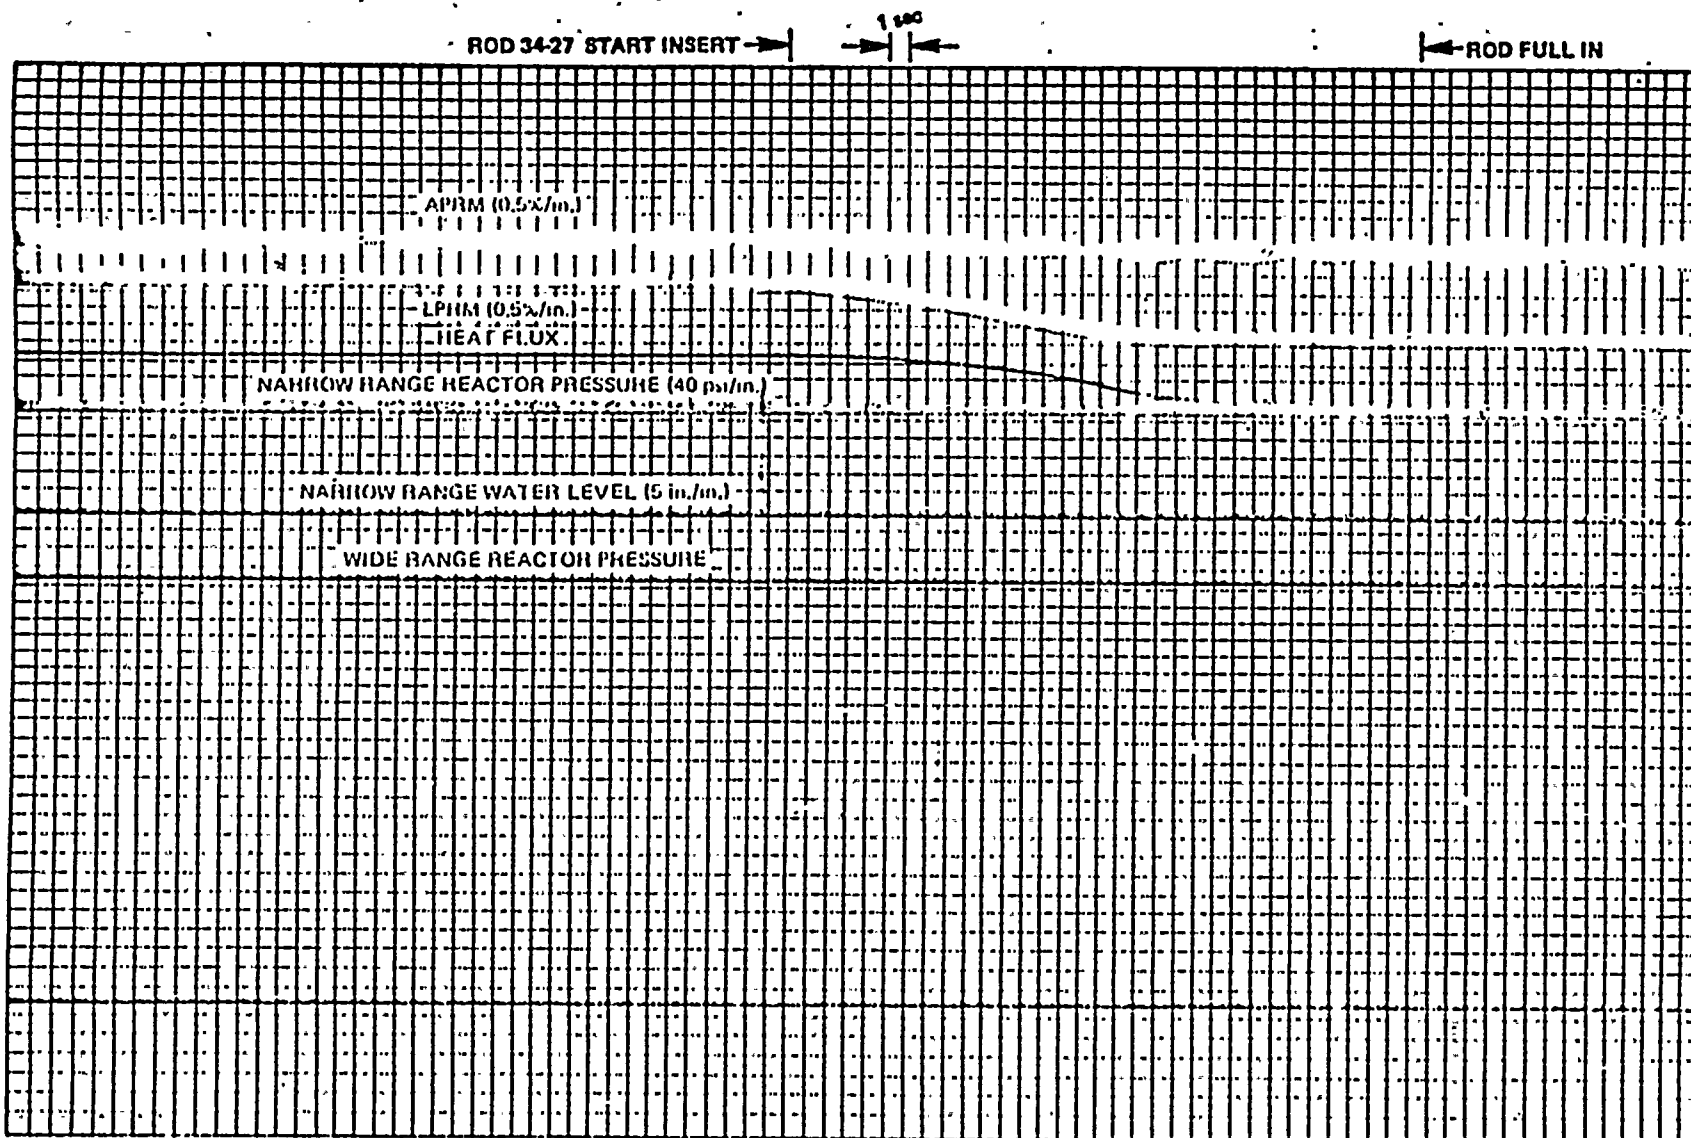 1 sec
ROD 34-27 START INSERT
ROD FULL IN
APRM (0.5%/in.)
LPRM (0.5%/in.)
HEAT FLUX
NARROW RANGE REACTOR PRESSURE (40 psi/in.)
NARROW RANGE WATER LEVEL (5 in./in.)
WIDE RANGE REACTOR PRESSURE